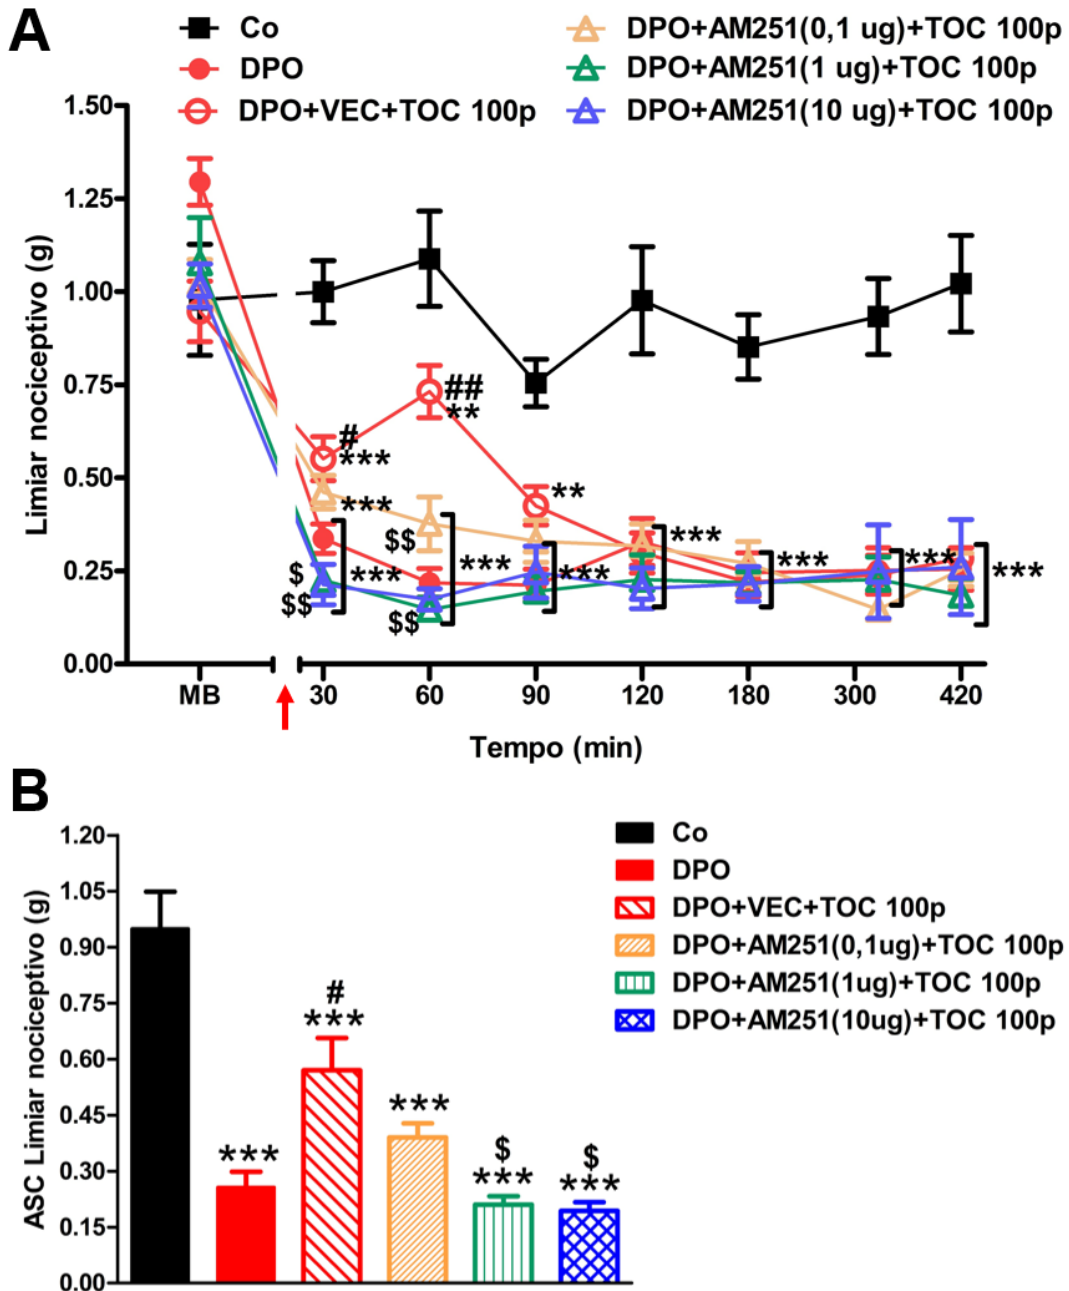 A
Co
DPO
DPO+VEC+TOC 100p
DPO+AM251(0,1 ug)+TOC 100p
DPO+AM251(1 ug)+TOC 100p
DPO+AM251(10 ug)+TOC 100p
Limiar nociceptivo (g)
1.50
1.25
1.00
0.75
0.50
0.25
0.00
##
**
#
***
**
***
$$
***
***
***
***
***
***
***
$
$$
$$
MB 30 60 90 120 180 300 420
Tempo (min)
B
ASC Limiar nociceptivo (g)
1.20
1.05
0.90
0.75
0.60
0.45
0.30
0.15
0.00
***
#
***
***
$
***
$
***
Co
DPO
DPO+VEC+TOC 100p
DPO+AM251(0,1ug)+TOC 100p
DPO+AM251(1ug)+TOC 100p
DPO+AM251(10ug)+TOC 100p